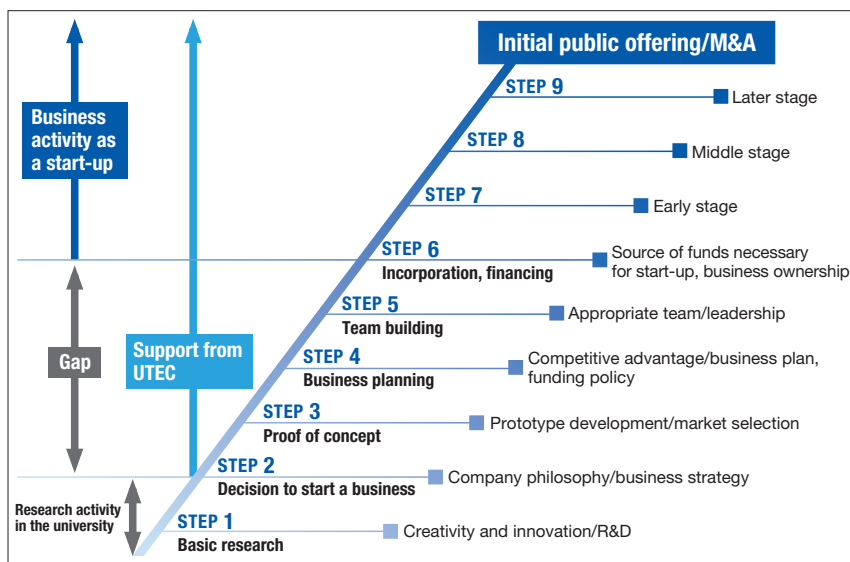 Initial public offering/M&A
STEP 9
Later stage
Business
activity as
a start-up
STEP 8
Middle stage
STEP 7
Early stage
STEP 6
Incorporation, financing
Source of funds necessary
for start-up, business ownership
STEP 5
Team building
Appropriate team/leadership
Gap
Support from
UTEC
STEP 4
Business planning
Competitive advantage/business plan,
funding policy
STEP 3
Proof of concept
Prototype development/market selection
STEP 2
Decision to start a business
Company philosophy/business strategy
Research activity
in the university
STEP 1
Basic research
Creativity and innovation/R&D